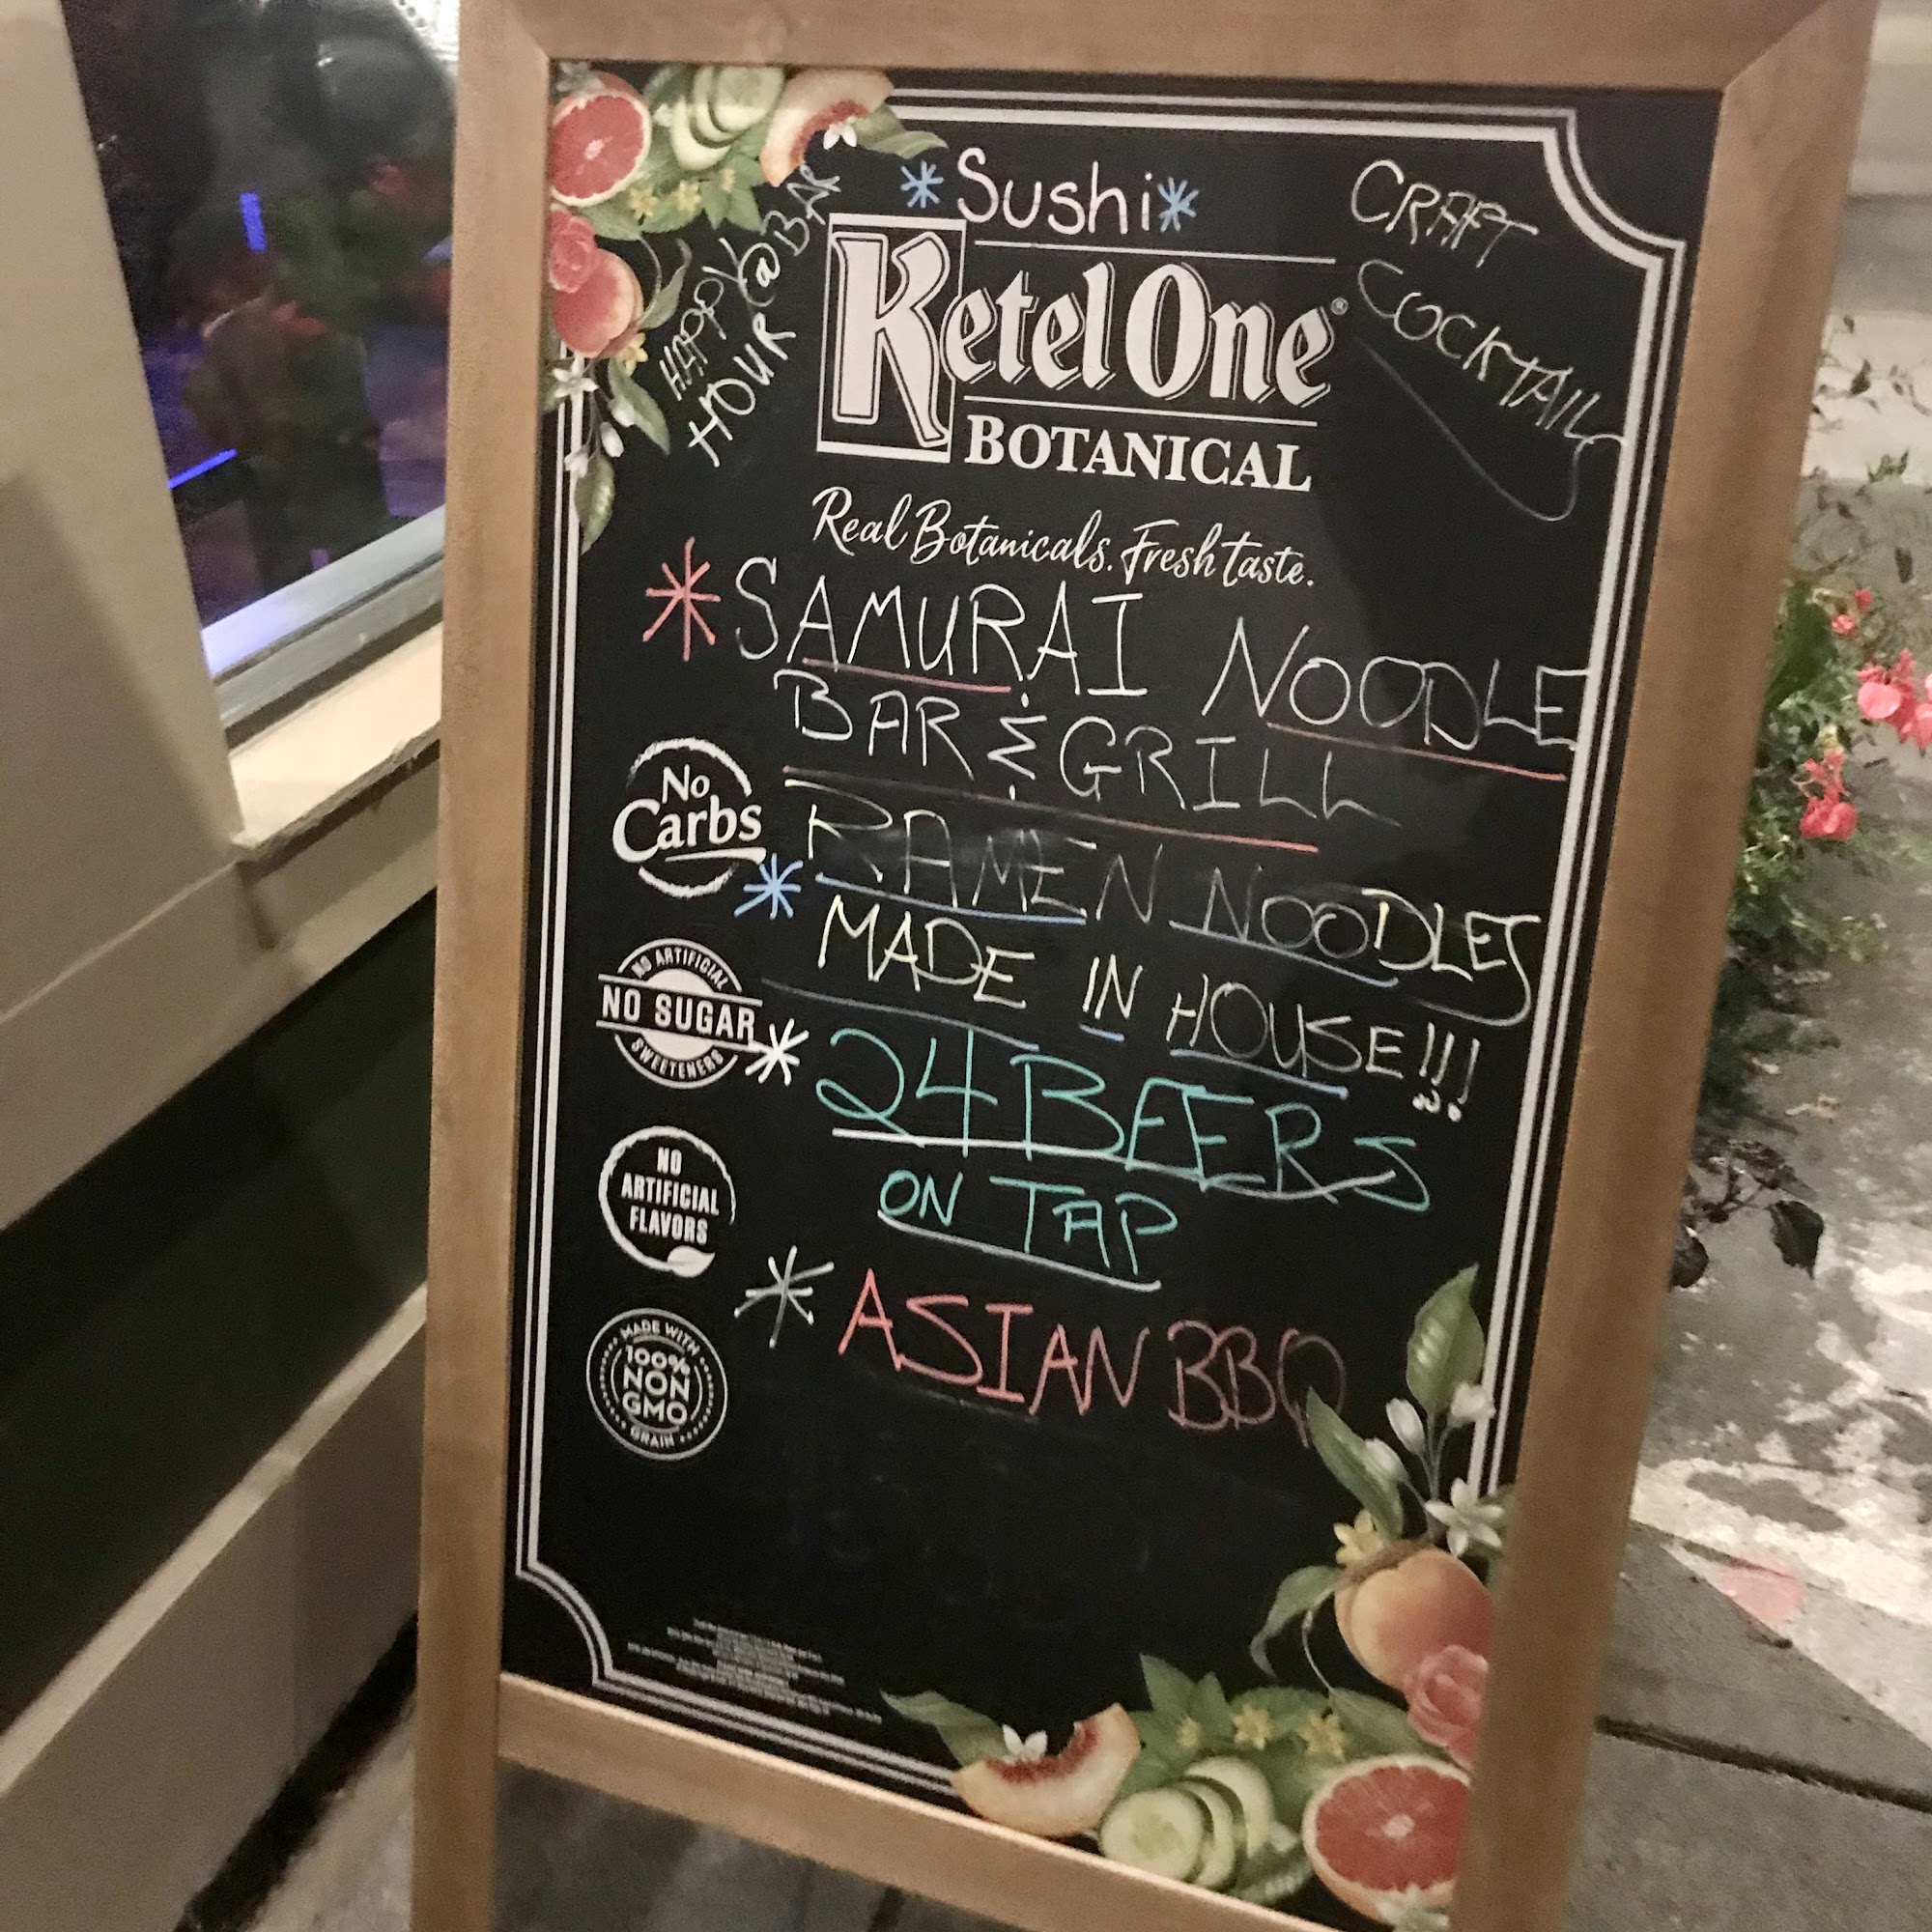 *Sushi*
HAPPY
HOUR @BAR
CRAFT
COCKTAILS
Ketel One®
BOTANICAL
Real Botanicals. Fresh taste.
* SAMURAI NOODLE
BAR & GRILL
No
Carbs
* RAMEN NOODLES
MADE IN HOUSE!!!
NO ARTIFICIAL
NO SUGAR
SWEETENERS
* 24 BEERS
ON TAP
NO
ARTIFICIAL
FLAVORS
* ASIAN BBQ
MADE WITH
100%
NON
GMO
GRAIN